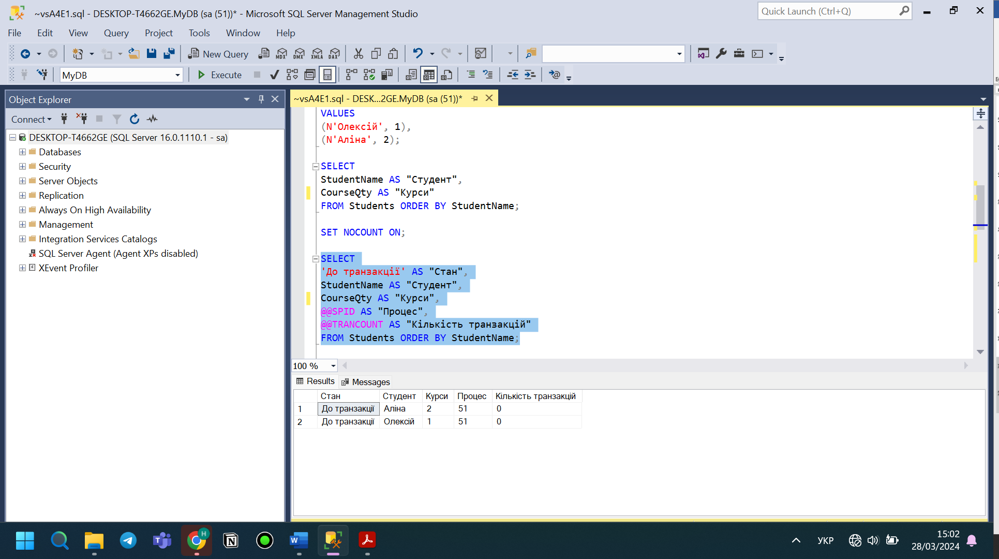 ~vsA4E1.sql - DESKTOP-T4662GE.MyDB (sa (51))* - Microsoft SQL Server Management Studio
Quick Launch (Ctrl+Q)
File Edit View Query Project Tools Window Help
New Query MDX DMX XMLA DAX
MyDB Execute
Object Explorer
Connect
DESKTOP-T4662GE (SQL Server 16.0.1110.1 - sa)
Databases
Security
Server Objects
Replication
Always On High Availability
Management
Integration Services Catalogs
SQL Server Agent (Agent XPs disabled)
XEvent Profiler
~vsA4E1.sql - DESK...2GE.MyDB (sa (51))*
VALUES
(N'Олексій', 1),
(N'Аліна', 2);
SELECT
StudentName AS "Студент",
CourseQty AS "Курси"
FROM Students ORDER BY StudentName;
SET NOCOUNT ON;
SELECT
'До транзакції' AS "Стан",
StudentName AS "Студент",
CourseQty AS "Курси",
@@SPID AS "Процес",
@@TRANCOUNT AS "Кількість транзакцій"
FROM Students ORDER BY StudentName;
100 %
Results Messages
Стан Студент Курси Процес Кількість транзакцій
1 До транзакції Аліна 2 51 0
2 До транзакції Олексій 1 51 0
УКР
15:02
28/03/2024